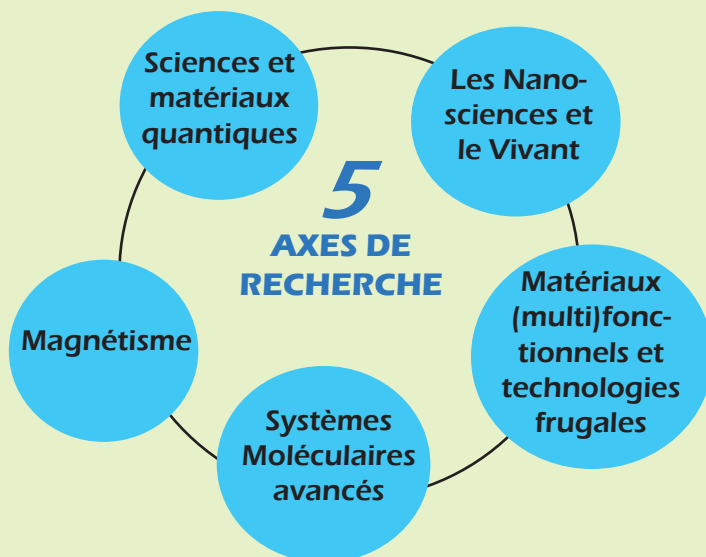 Sciences et
matériaux
quantiques
Les Nano-
sciences et
le Vivant
5
AXES DE
RECHERCHE
Matériaux
(multi)fonc-
tionnels et
technologies
frugales
Magnétisme
Systèmes
Moléculaires
avancés